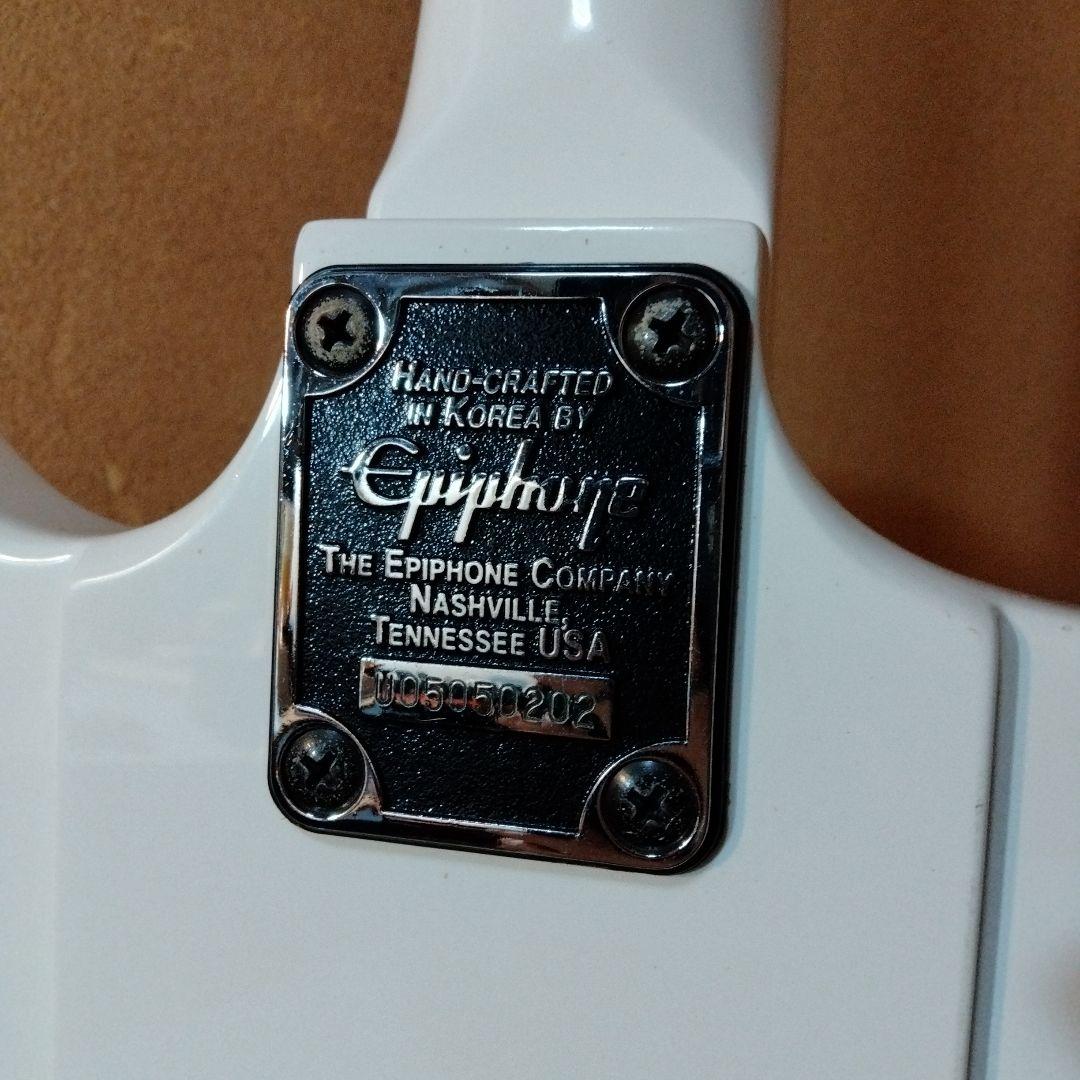 HAND-CRAFTED
IN KOREA BY
Epiphone
THE EPIPHONE COMPANY
NASHVILLE,
TENNESSEE USA
U05050202